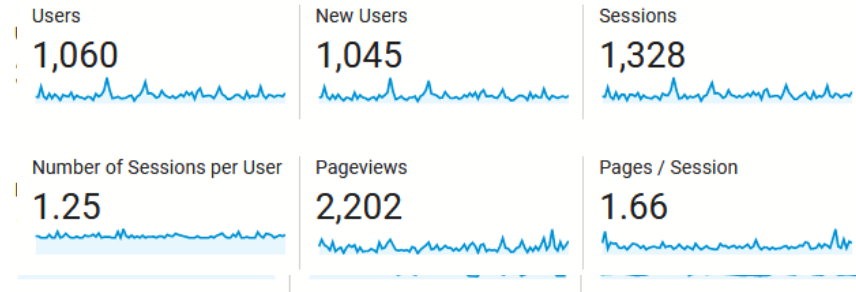 Users
1,060
New Users
1,045
Sessions
1,328
Number of Sessions per User
1.25
Pageviews
2,202
Pages / Session
1.66